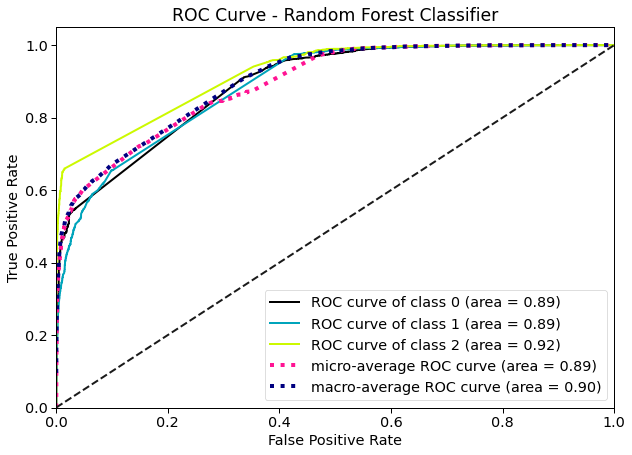 ROC Curve - Random Forest Classifier
1.0
0.8
0.6
0.4
0.2
0.0
True Positive Rate
ROC curve of class 0 (area = 0.89)
ROC curve of class 1 (area = 0.89)
ROC curve of class 2 (area = 0.92)
micro-average ROC curve (area = 0.89)
macro-average ROC curve (area = 0.90)
0.0 0.2 0.4 0.6 0.8 1.0
False Positive Rate